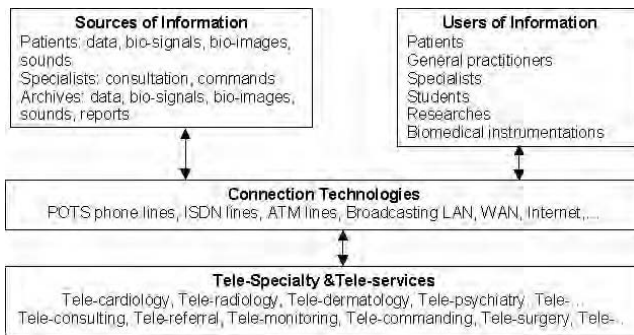 Sources of Information
Patients: data, bio-signals, bio-images,
sounds
Specialists: consultation, commands
Archives: data, bio-signals, bio-images,
sounds, reports
Users of Information
Patients
General practitioners
Specialists
Students
Researches
Biomedical instrumentations
Connection Technologies
POTS phone lines, ISDN lines, ATM lines, Broadcasting LAN, WAN, Internet,...
Tele-Specialty &Tele-services
Tele-cardiology, Tele-radiology, Tele-dermatology, Tele-psychiatry, Tele-...
Tele-consulting, Tele-referral, Tele-monitoring, Tele-commanding, Tele-surgery, Tele-...